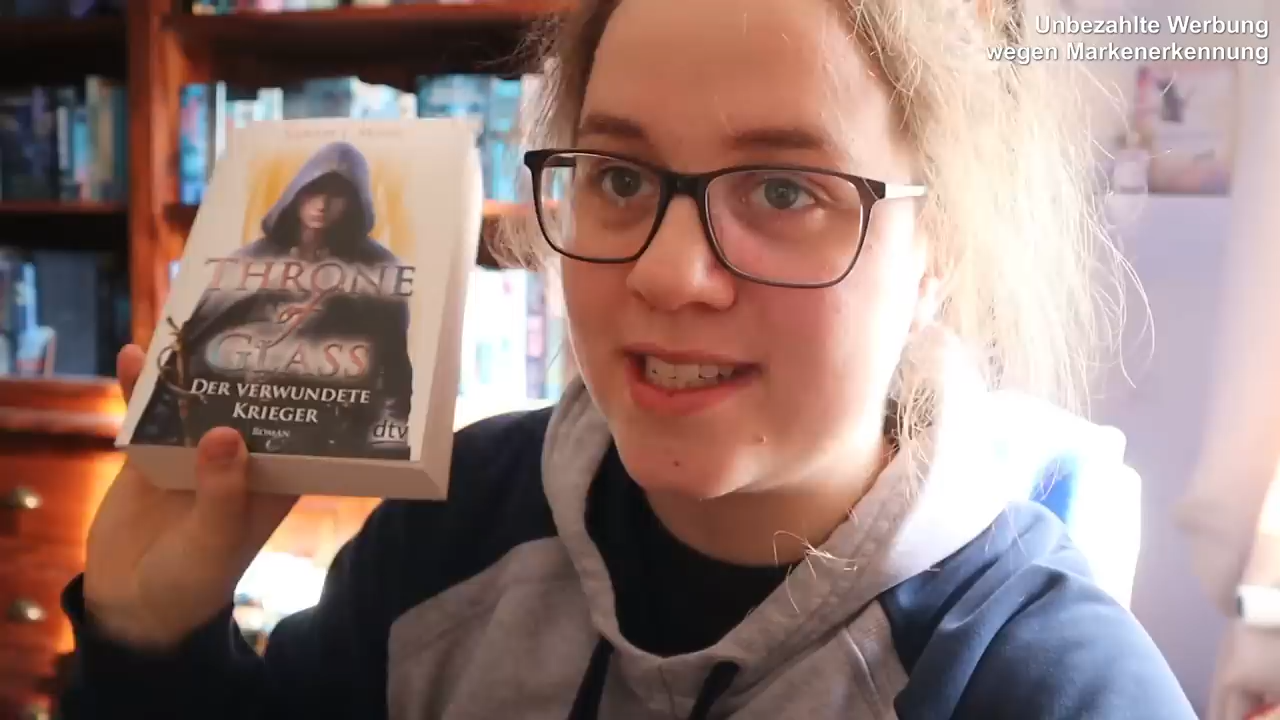 Unbezahlte Werbung
wegen Markenerkennung
THRONE
of
GLASS
DER VERWUNDETE
KRIEGER
ROMAN
dtv